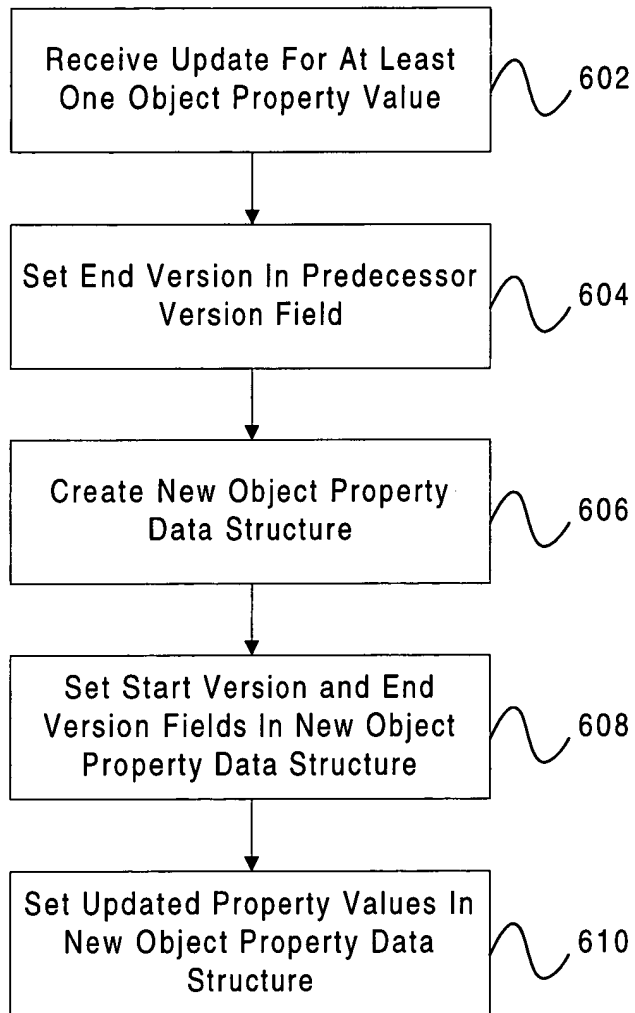 Receive Update For At Least
One Object Property Value
602
Set End Version In Predecessor
Version Field
604
Create New Object Property
Data Structure
606
Set Start Version and End
Version Fields In New Object
Property Data Structure
608
Set Updated Property Values In
New Object Property Data
Structure
610